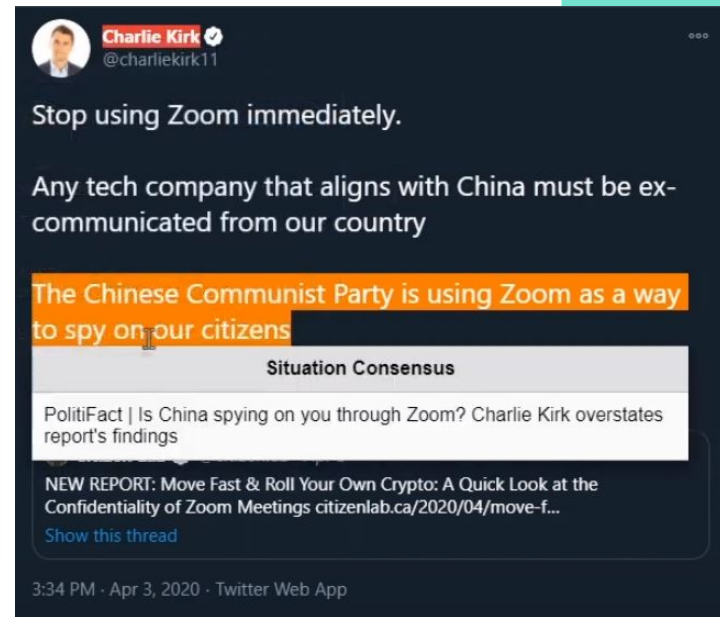 Charlie Kirk
@charliekirk11
Stop using Zoom immediately.
Any tech company that aligns with China must be ex-
communicated from our country
The Chinese Communist Party is using Zoom as a way
to spy on our citizens
Situation Consensus
PolitiFact | Is China spying on you through Zoom? Charlie Kirk overstates
report's findings
NEW REPORT: Move Fast & Roll Your Own Crypto: A Quick Look at the
Confidentiality of Zoom Meetings citizenlab.ca/2020/04/move-f...
Show this thread
3:34 PM · Apr 3, 2020 · Twitter Web App